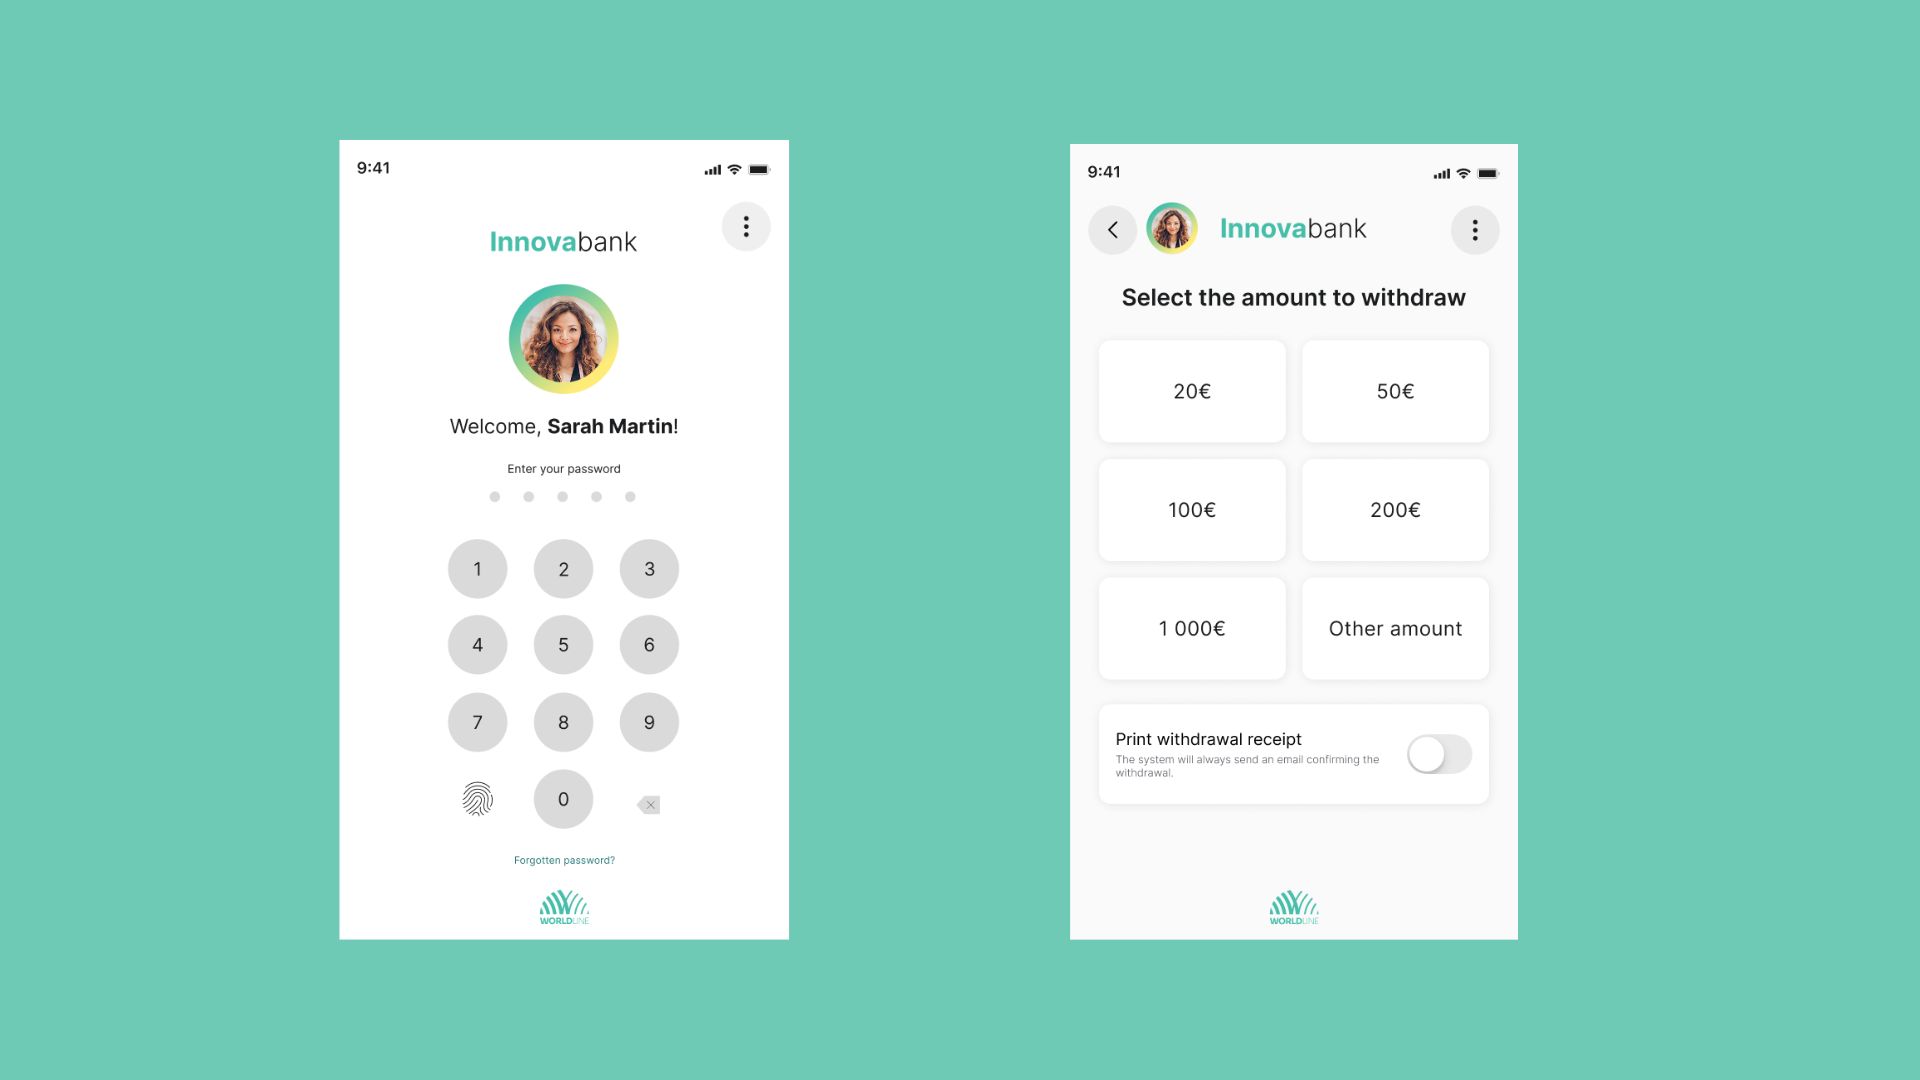 9:41
Innovabank
Welcome, Sarah Martin!
Enter your password
1 2 3
4 5 6
7 8 9
0
Forgotten password?
WORLDLINE
9:41
Innovabank
Select the amount to withdraw
20€ 50€
100€ 200€
1 000€ Other amount
Print withdrawal receipt
The system will always send an email confirming the
withdrawal.
WORLDLINE